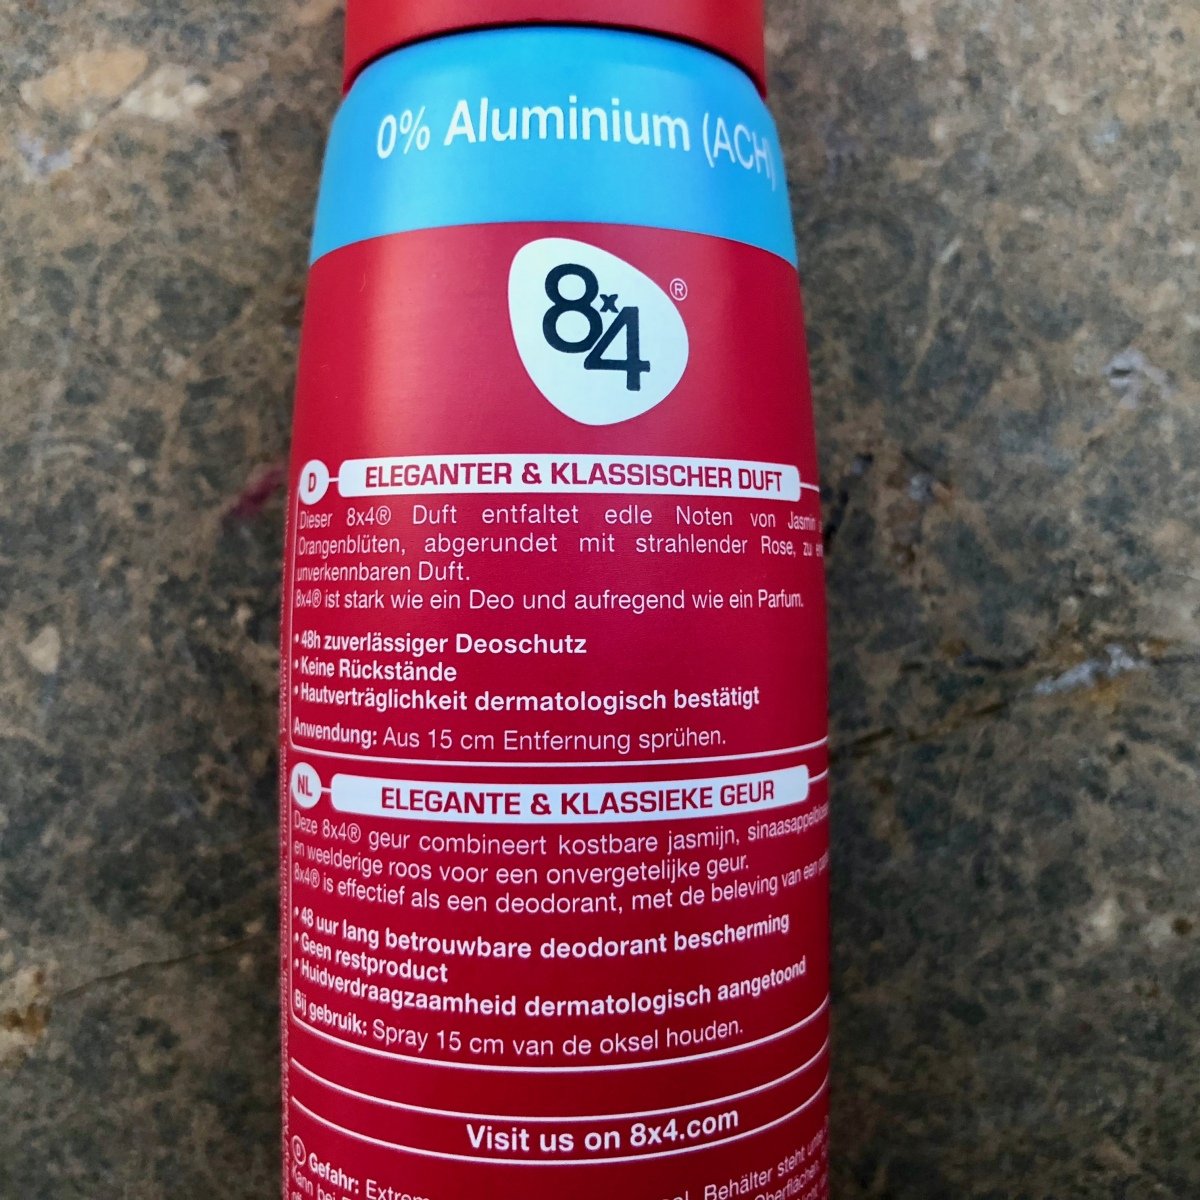 0% Aluminium (ACH)
8x4®
D ELEGANTER & KLASSISCHER DUFT
Dieser 8x4® Duft entfaltet edle Noten von Jasmin
Orangenblüten, abgerundet mit strahlender Rose, zu
unverkennbaren Duft.
8x4® ist stark wie ein Deo und aufregend wie ein Parfum.
• 48h zuverlässiger Deoschutz
• Keine Rückstände
• Hautverträglichkeit dermatologisch bestätigt
Anwendung: Aus 15 cm Entfernung sprühen.
NL ELEGANTE & KLASSIEKE GEUR
Deze 8x4® geur combineert kostbare jasmijn,
en weelderige roos voor een onvergetelijke geur.
8x4® is effectief als een deodorant, met de beleving van een
• 48 uur lang betrouwbare deodorant bescherming
• Geen restproduct
• Huidverdraagzaamheid dermatologisch aangetoond
Bij gebruik: Spray 15 cm van de oksel houden.
Visit us on 8x4.com
D Gefahr: Behälter steht
Kann bei